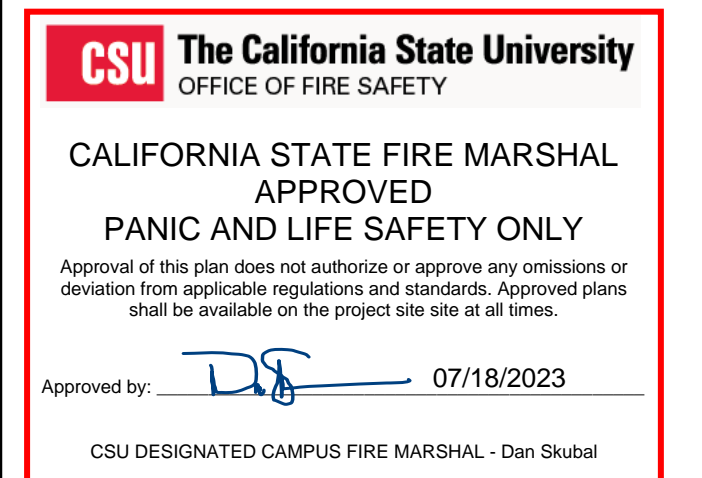 CSU The California State University
OFFICE OF FIRE SAFETY
CALIFORNIA STATE FIRE MARSHAL
APPROVED
PANIC AND LIFE SAFETY ONLY
Approval of this plan does not authorize or approve any omissions or
deviation from applicable regulations and standards. Approved plans
shall be available on the project site site at all times.
Approved by: 07/18/2023
CSU DESIGNATED CAMPUS FIRE MARSHAL - Dan Skubal